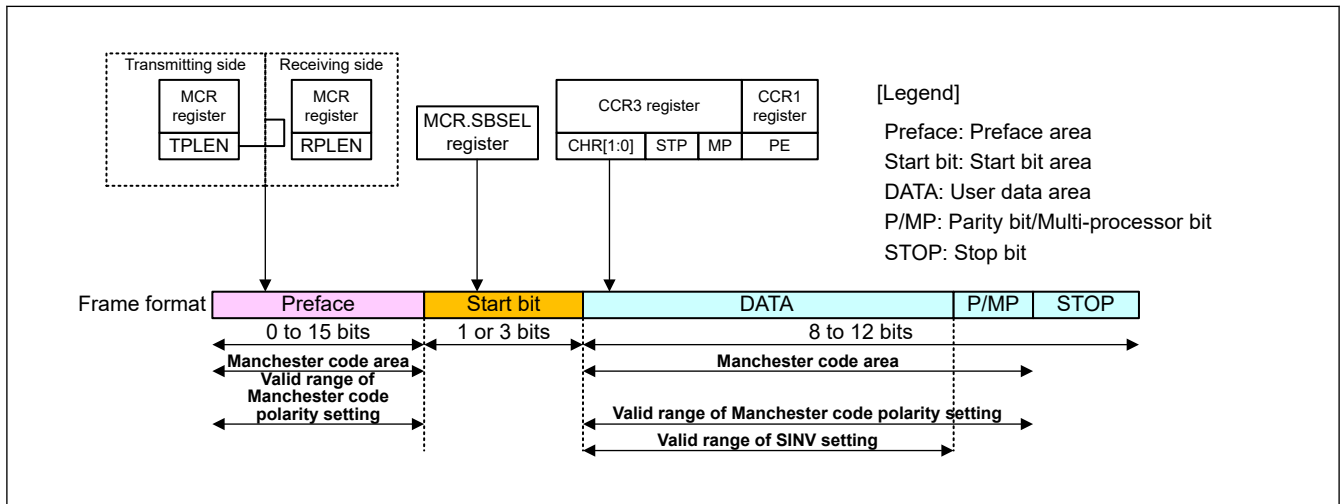 Transmitting side
Receiving side
MCR
register
TPLEN
MCR
register
RPLEN
MCR.SBSEL
register
CCR3 register
CHR[1:0]
STP
MP
CCR1
register
PE
[Legend]
Preface: Preface area
Start bit: Start bit area
DATA: User data area
P/MP: Parity bit/Multi-processor bit
STOP: Stop bit
Frame format
Preface
Start bit
DATA
P/MP
STOP
0 to 15 bits
1 or 3 bits
8 to 12 bits
Manchester code area
Manchester code area
Valid range of
Manchester code
polarity setting
Valid range of Manchester code polarity setting
Valid range of SINV setting